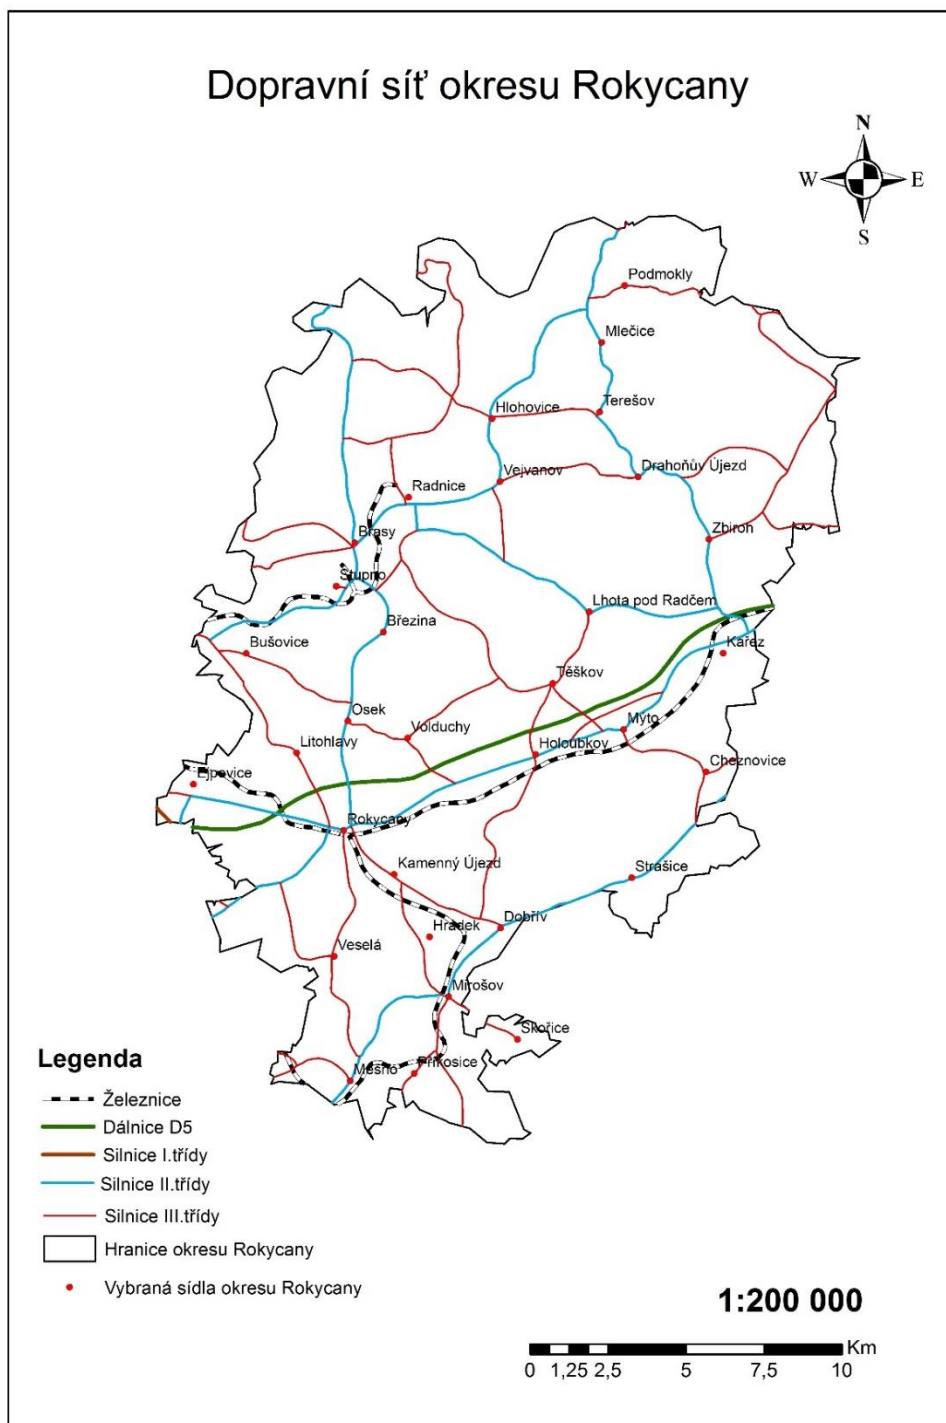 Dopravní síť okresu Rokycany
N
W
E
S
Podmokly
Mlečice
Terešov
Hlohovice
Vejvanov
Drahoňův Újezd
Radnice
Zbiroh
Brasy
Stupno
Lhota pod Radčem
Březina
Bušovice
Kařez
Těškov
Osek
Volduchy
Myto
Litohlavy
Holoubkov
Cheznovice
Ejpovice
Rokycany
Kamenný Újezd
Strašice
Dobřív
Hrádek
Veselá
Mirošov
Skořice
Mešno
Příkosice
Legenda
Železnice
Dálnice D5
Silnice I.třídy
Silnice II.třídy
Silnice III.třídy
Hranice okresu Rokycany
Vybraná sídla okresu Rokycany
1:200 000
Km
0 1,25 2,5 5 7,5 10